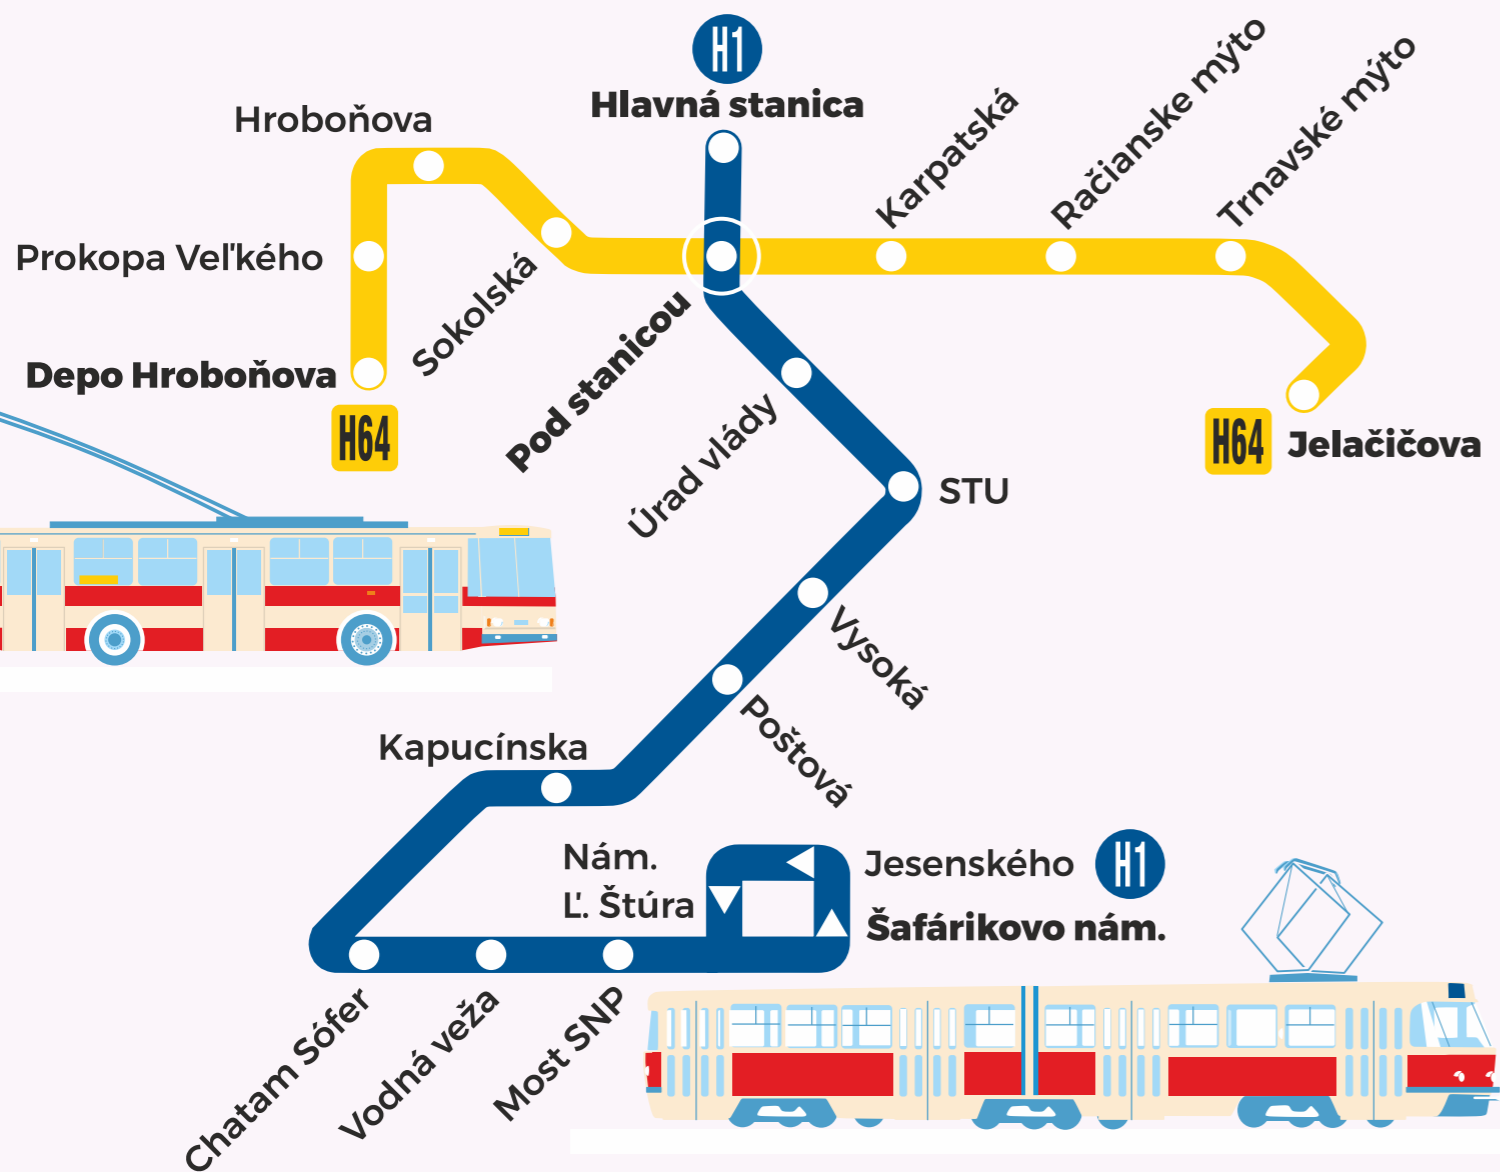 H1
Hlavná stanica
Hroboňova
Karpatská
Račianske mýto
Trnavské mýto
Prokopa Veľkého
Sokolská
Pod stanicou
Depo Hroboňova
H64
Úrad vlády
H64
Jelačičova
STU
Vysoká
Poštová
Kapucínska
Nám.
Ľ. Štúra
Jesenského
H1
Šafárikovo nám.
Chatam Sófer
Vodná veža
Most SNP